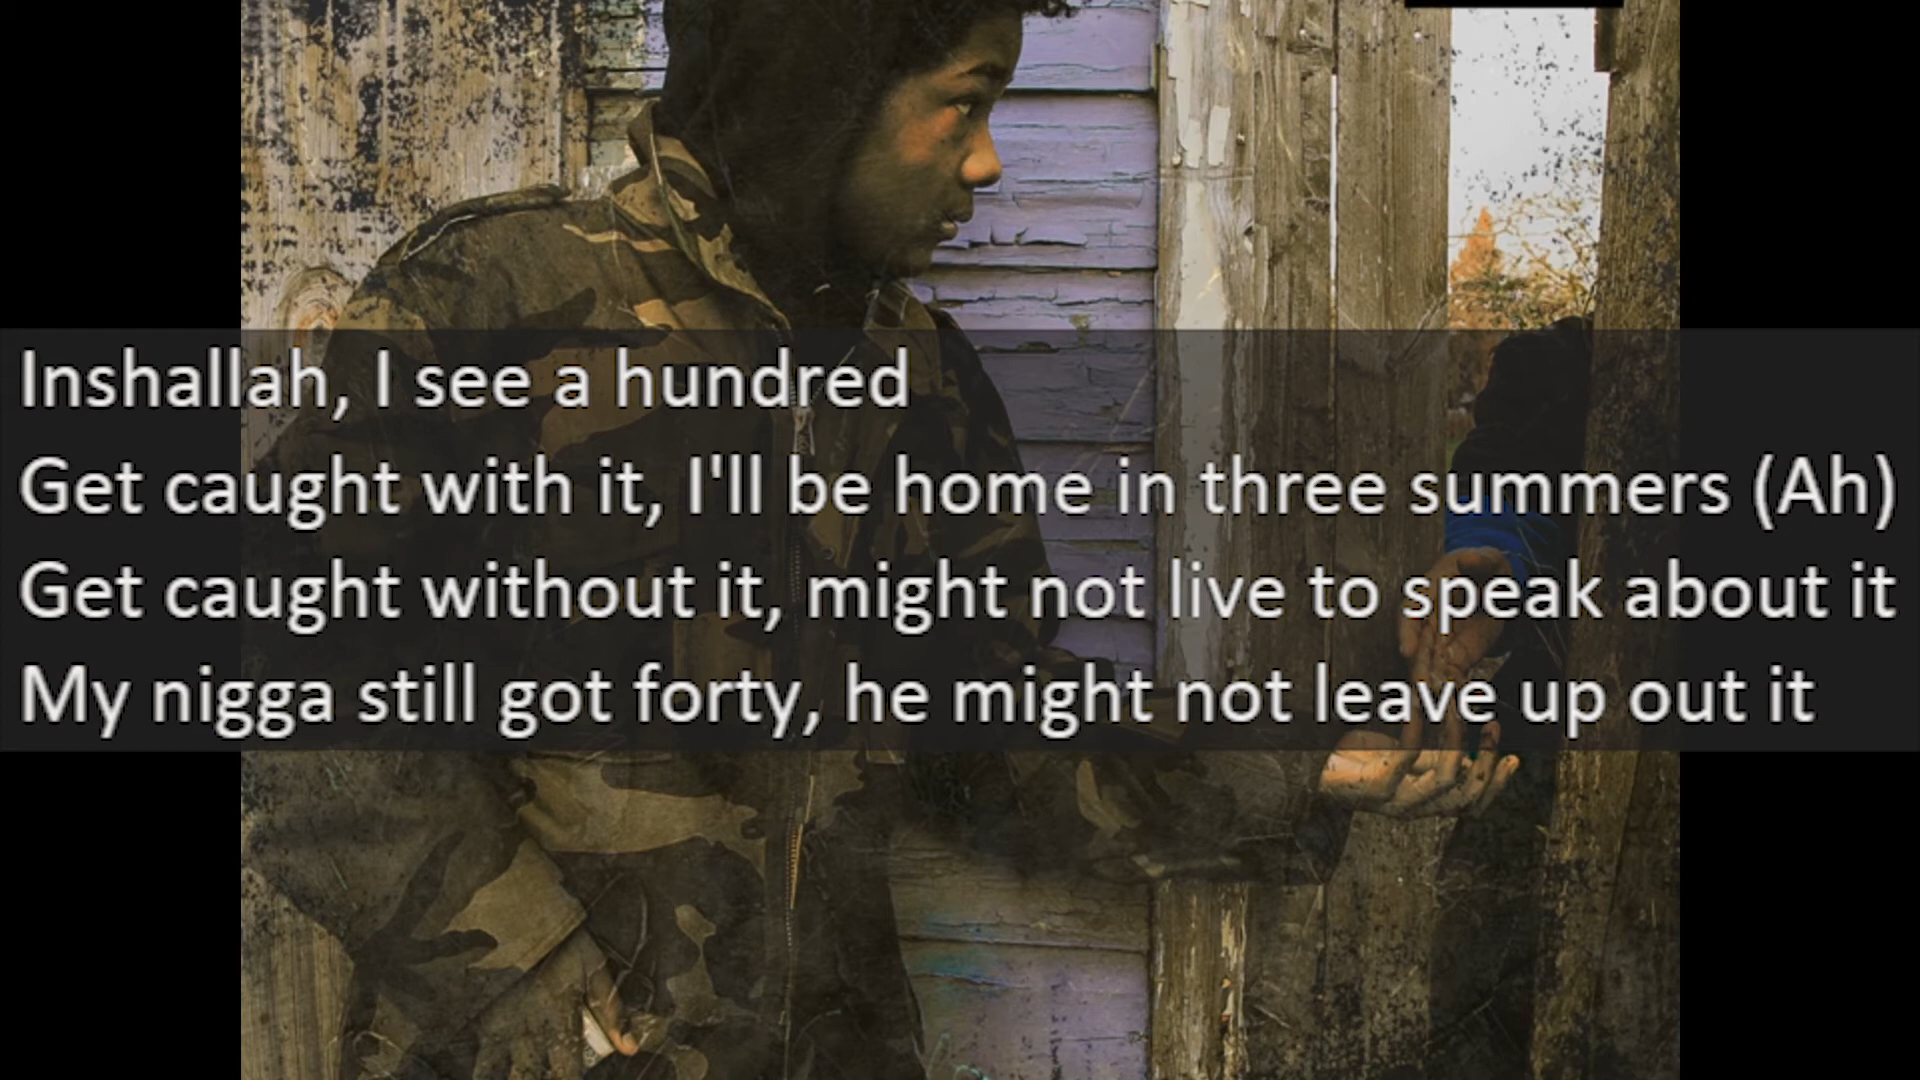 Inshallah, I see a hundred
Get caught with it, I'll be home in three summers (Ah)
Get caught without it, might not live to speak about it
My nigga still got forty, he might not leave up out it